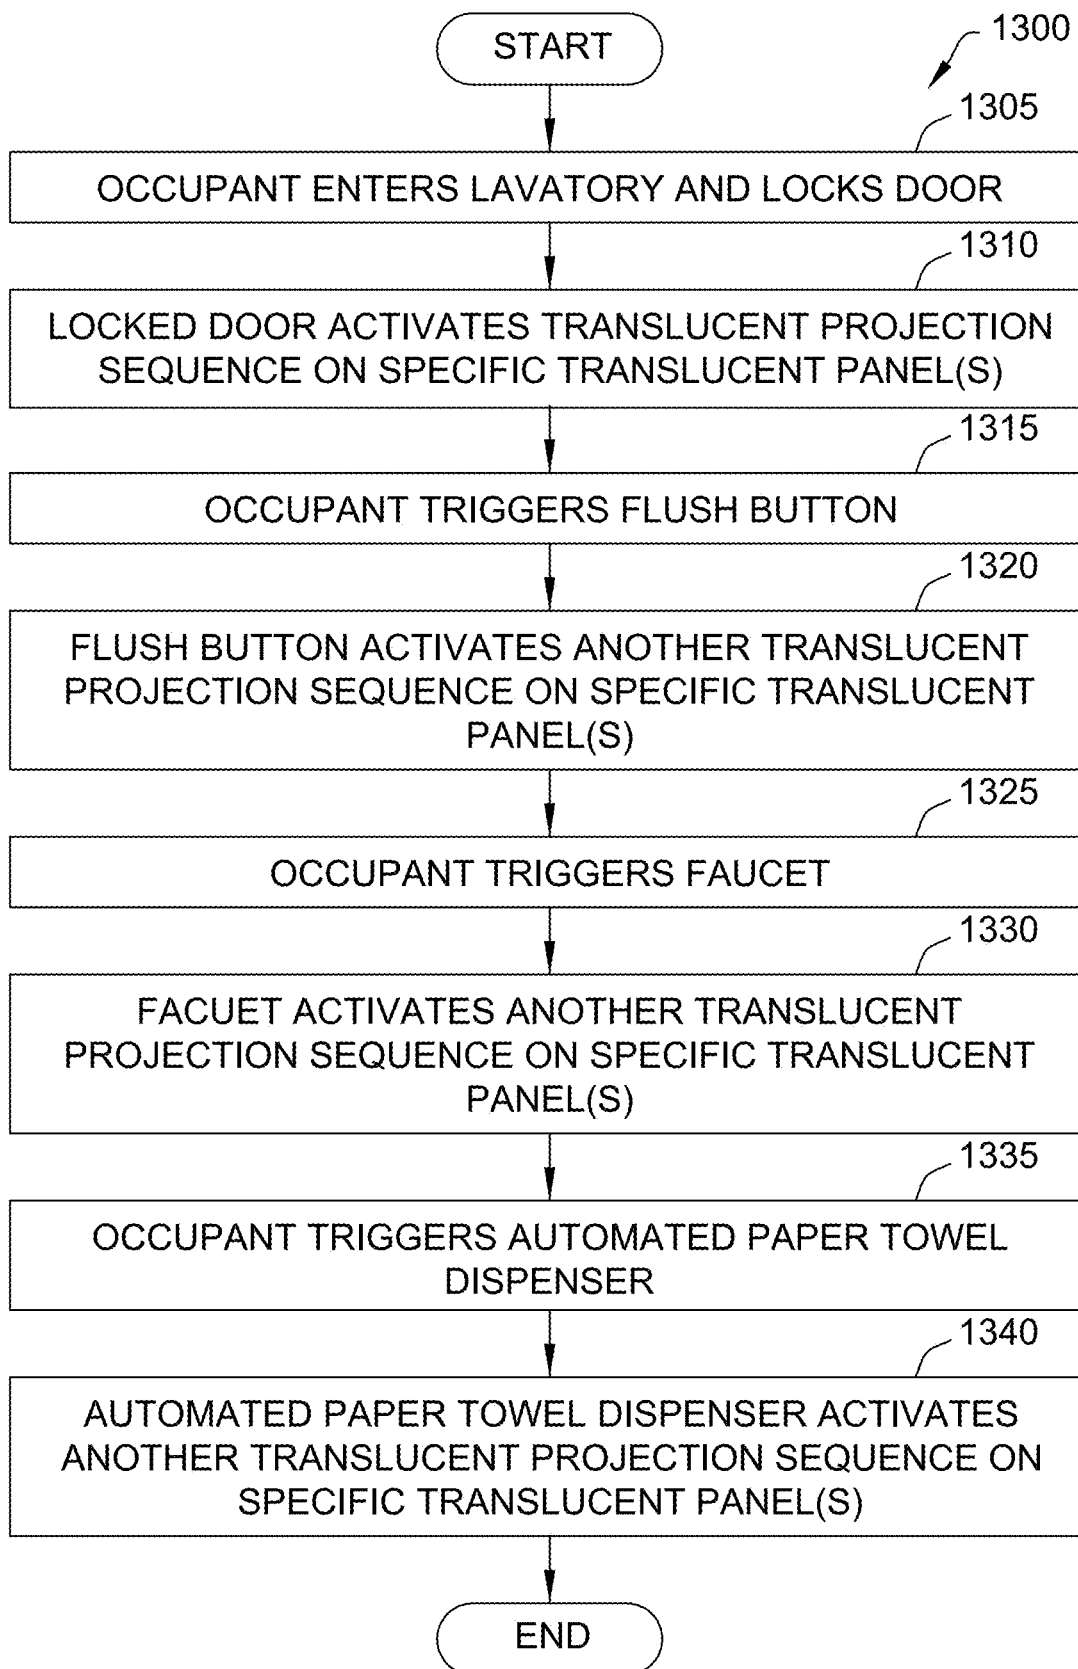 START
1300
1305
OCCUPANT ENTERS LAVATORY AND LOCKS DOOR
1310
LOCKED DOOR ACTIVATES TRANSLUCENT PROJECTION
SEQUENCE ON SPECIFIC TRANSLUCENT PANEL(S)
1315
OCCUPANT TRIGGERS FLUSH BUTTON
1320
FLUSH BUTTON ACTIVATES ANOTHER TRANSLUCENT
PROJECTION SEQUENCE ON SPECIFIC TRANSLUCENT
PANEL(S)
1325
OCCUPANT TRIGGERS FAUCET
1330
FACUET ACTIVATES ANOTHER TRANSLUCENT
PROJECTION SEQUENCE ON SPECIFIC TRANSLUCENT
PANEL(S)
1335
OCCUPANT TRIGGERS AUTOMATED PAPER TOWEL
DISPENSER
1340
AUTOMATED PAPER TOWEL DISPENSER ACTIVATES
ANOTHER TRANSLUCENT PROJECTION SEQUENCE ON
SPECIFIC TRANSLUCENT PANEL(S)
END